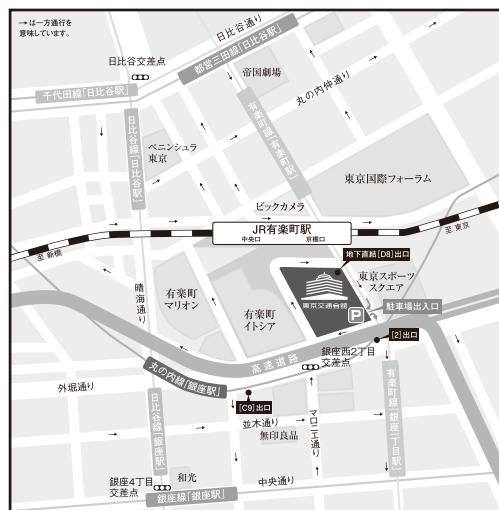 →は一方通行を
意味しています。
日比谷通り
日比谷交差点
都営三田線「日比谷駅」
帝国劇場
千代田線「日比谷駅」
丸の内仲通り
日比谷線「日比谷駅」
有楽町線「有楽町駅」
ペニンシュラ
東京
東京国際フォーラム
ビックカメラ
JR有楽町駅
中央口
京橋口
至 東京
至 新橋
地下直結[D8]出口
東京スポーツ
スクエア
晴海通り
有楽町
マリオン
有楽町
イトシア
東京交通会館
P
駐車場出入口
[2]出口
高速道路
銀座西2丁目
交差点
丸の内線「銀座駅」
外堀通り
[C9]出口
並木通り
無印良品
マロニエ通り
有楽町線「銀座一丁目駅」
日比谷線「銀座駅」
和光
銀座4丁目
交差点
中央通り
銀座線「銀座駅」